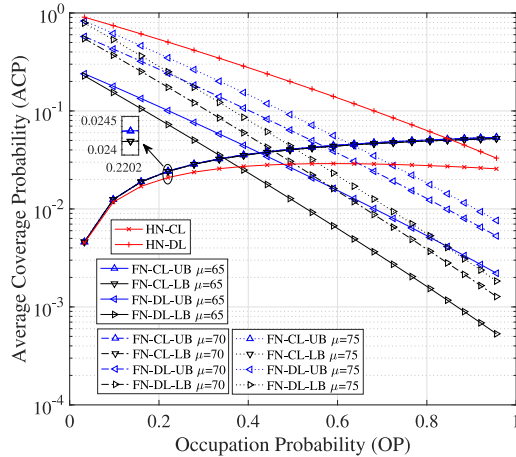 10^0
10^-1
10^-2
10^-3
10^-4
Average Coverage Probability (ACP)
0.0245
0.024
0.22202
HN-CL
HN-DL
FN-CL-UB μ=65
FN-CL-LB μ=65
FN-DL-UB μ=65
FN-DL-LB μ=65
FN-CL-UB μ=70
FN-CL-LB μ=70
FN-DL-UB μ=70
FN-DL-LB μ=70
FN-CL-UB μ=75
FN-CL-LB μ=75
FN-DL-UB μ=75
FN-DL-LB μ=75
0 0.2 0.4 0.6 0.8 1
Occupation Probability (OP)